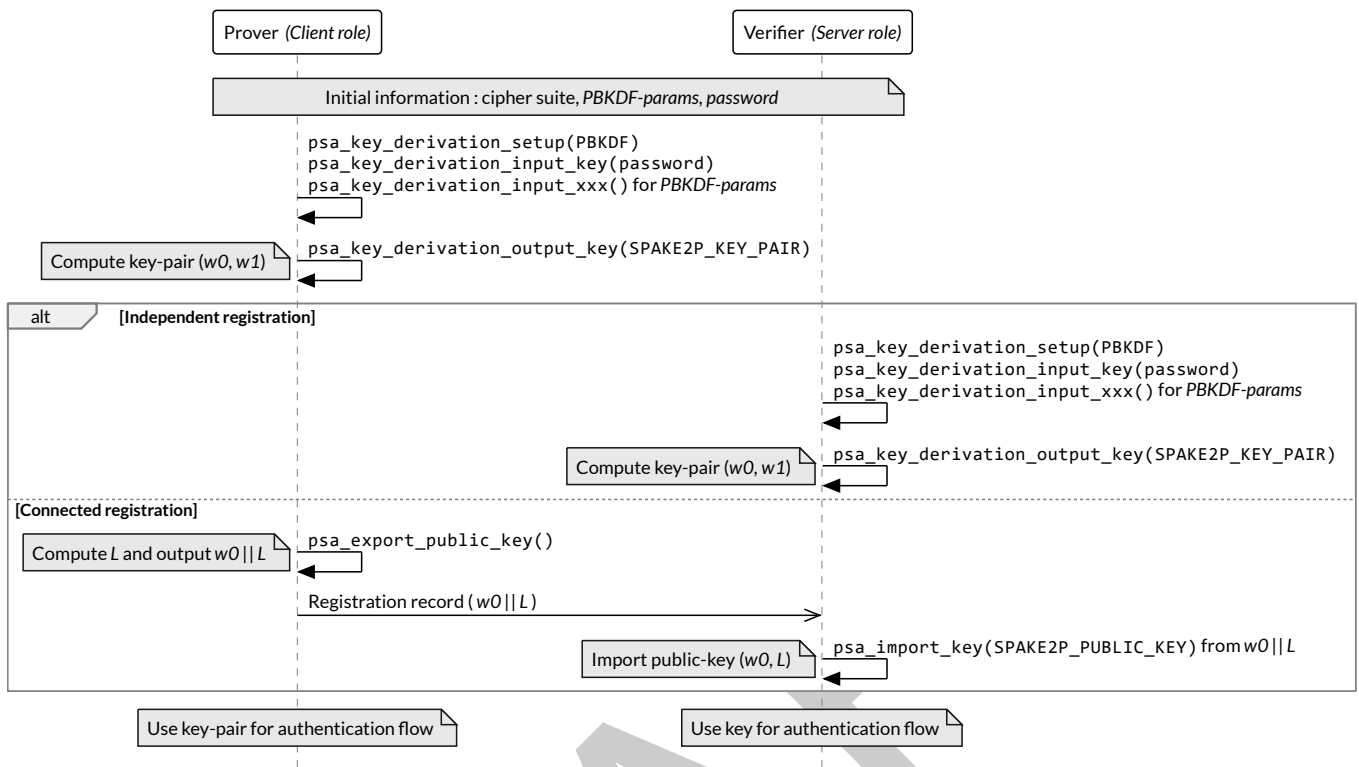 Prover (Client role)
Verifier (Server role)
Initial information : cipher suite, PBKDF-params, password
psa_key_derivation_setup(PBKDF)
psa_key_derivation_input_key(password)
psa_key_derivation_input_xxx() for PBKDF-params
Compute key-pair (w0, w1)
psa_key_derivation_output_key(SPAKE2P_KEY_PAIR)
alt
[Independent registration]
psa_key_derivation_setup(PBKDF)
psa_key_derivation_input_key(password)
psa_key_derivation_input_xxx() for PBKDF-params
Compute key-pair (w0, w1)
psa_key_derivation_output_key(SPAKE2P_KEY_PAIR)
[Connected registration]
Compute L and output w0 || L
psa_export_public_key()
Registration record ( w0 || L )
Import public-key (w0, L)
psa_import_key(SPAKE2P_PUBLIC_KEY) from w0 || L
Use key-pair for authentication flow
Use key for authentication flow